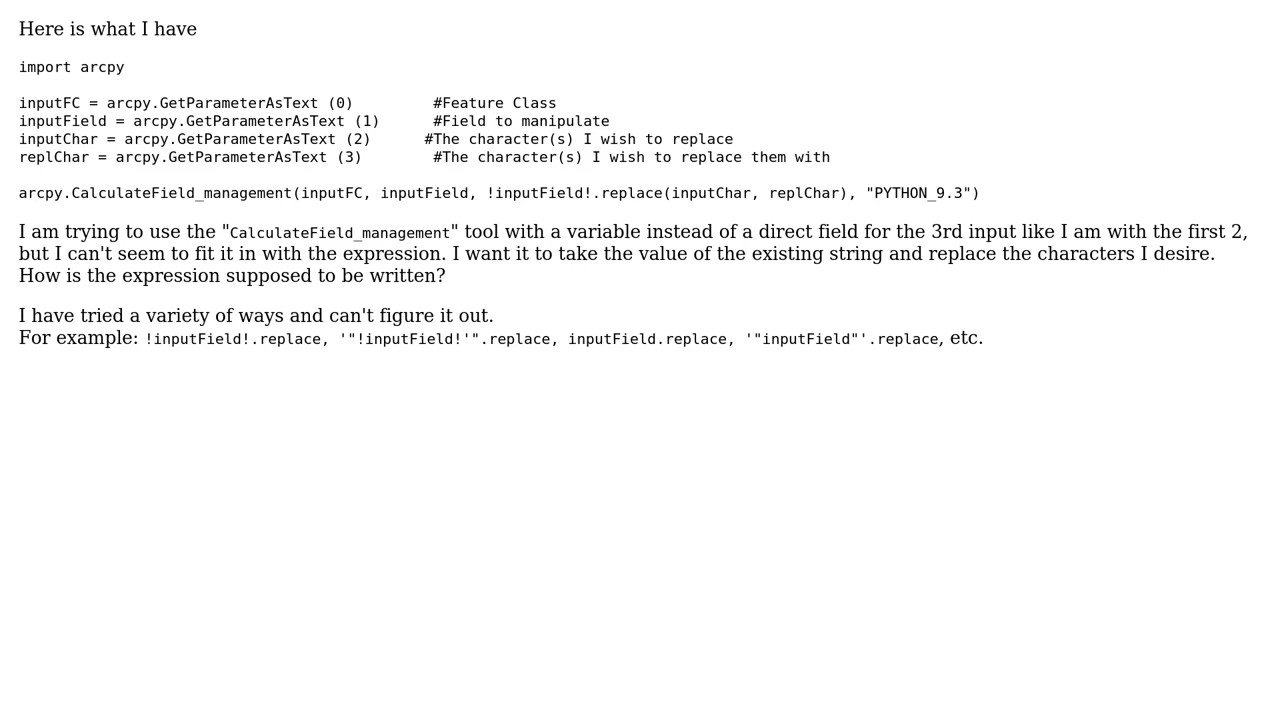 Here is what I have
import arcpy
inputFC = arcpy.GetParameterAsText (0)         #Feature Class
inputField = arcpy.GetParameterAsText (1)      #Field to manipulate
inputChar = arcpy.GetParameterAsText (2)      #The character(s) I wish to replace
replChar = arcpy.GetParameterAsText (3)        #The character(s) I wish to replace them with
arcpy.CalculateField_management(inputFC, inputField, !inputField!.replace(inputChar, replChar), "PYTHON_9.3")
I am trying to use the "CalculateField_management" tool with a variable instead of a direct field for the 3rd input like I am with the first 2,
but I can't seem to fit it in with the expression. I want it to take the value of the existing string and replace the characters I desire.
How is the expression supposed to be written?
I have tried a variety of ways and can't figure it out.
For example: !inputField!.replace, '"!inputField!'".replace, inputField.replace, '"inputField"'.replace, etc.